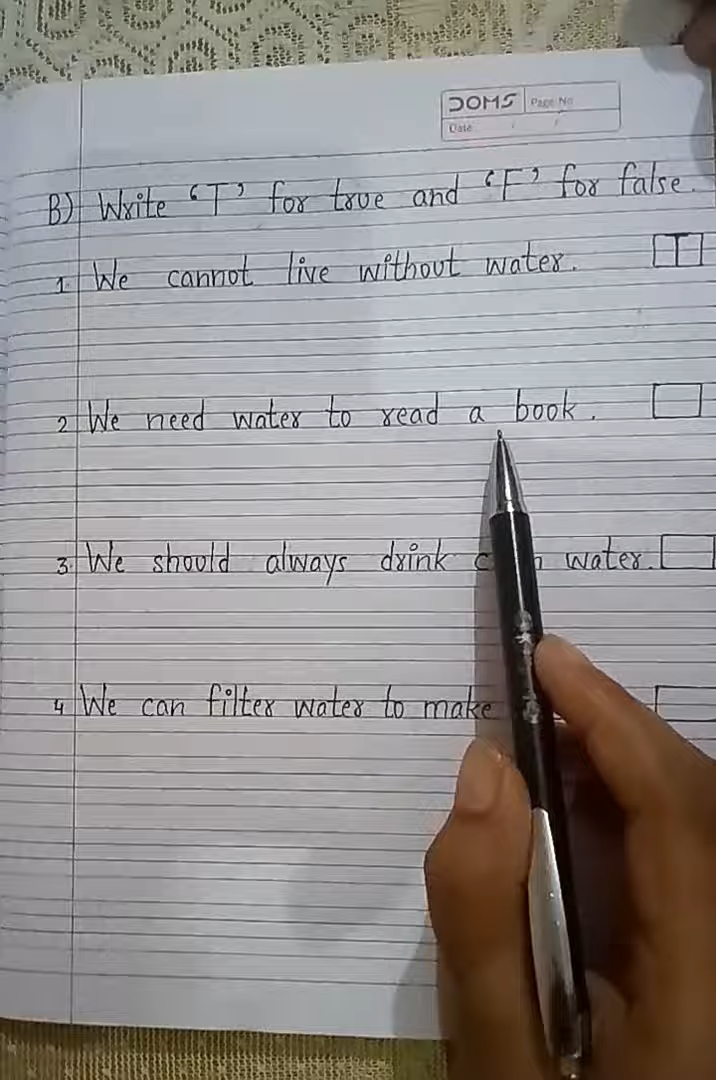 DOMS Page No
Date
B) Write 'T' for true and 'F' for false.
1. We cannot live without water. T
2 We need water to read a book.
3. We should always drink water.
4 We can filter water to make